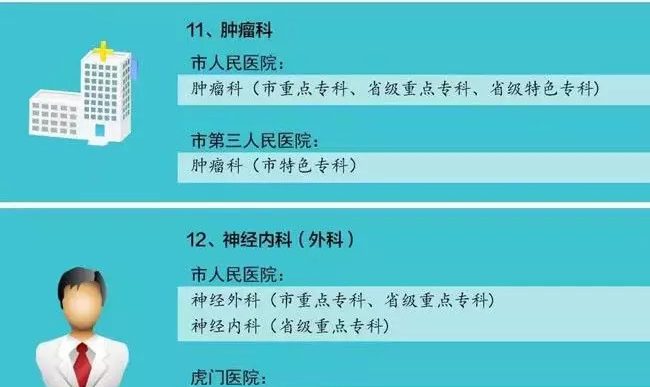 11、肿瘤科
市人民医院：
肿瘤科（市重点专科、省级重点专科、省级特色专科）
市第三人民医院：
肿瘤科（市特色专科）
12、神经内科（外科）
市人民医院：
神经外科（市重点专科、省级重点专科）
神经内科（省级重点专科）
虎门医院：